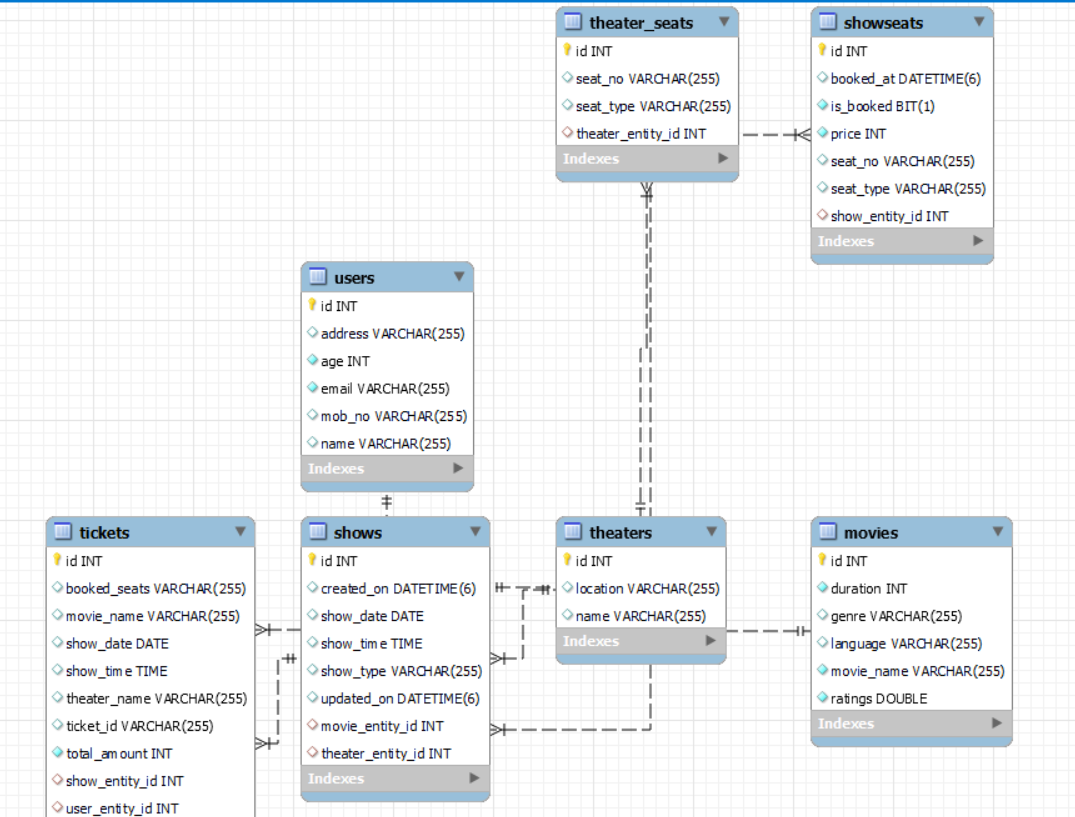 theater_seats
id INT
seat_no VARCHAR(255)
seat_type VARCHAR(255)
theater_entity_id INT
Indexes
showseats
id INT
booked_at DATETIME(6)
is_booked BIT(1)
price INT
seat_no VARCHAR(255)
seat_type VARCHAR(255)
show_entity_id INT
Indexes
users
id INT
address VARCHAR(255)
age INT
email VARCHAR(255)
mob_no VARCHAR(255)
name VARCHAR(255)
Indexes
tickets
id INT
booked_seats VARCHAR(255)
movie_name VARCHAR(255)
show_date DATE
show_time TIME
theater_name VARCHAR(255)
ticket_id VARCHAR(255)
total_amount INT
show_entity_id INT
user_entity_id INT
shows
id INT
created_on DATETIME(6)
show_date DATE
show_time TIME
show_type VARCHAR(255)
updated_on DATETIME(6)
movie_entity_id INT
theater_entity_id INT
Indexes
theaters
id INT
location VARCHAR(255)
name VARCHAR(255)
Indexes
movies
id INT
duration INT
genre VARCHAR(255)
language VARCHAR(255)
movie_name VARCHAR(255)
ratings DOUBLE
Indexes